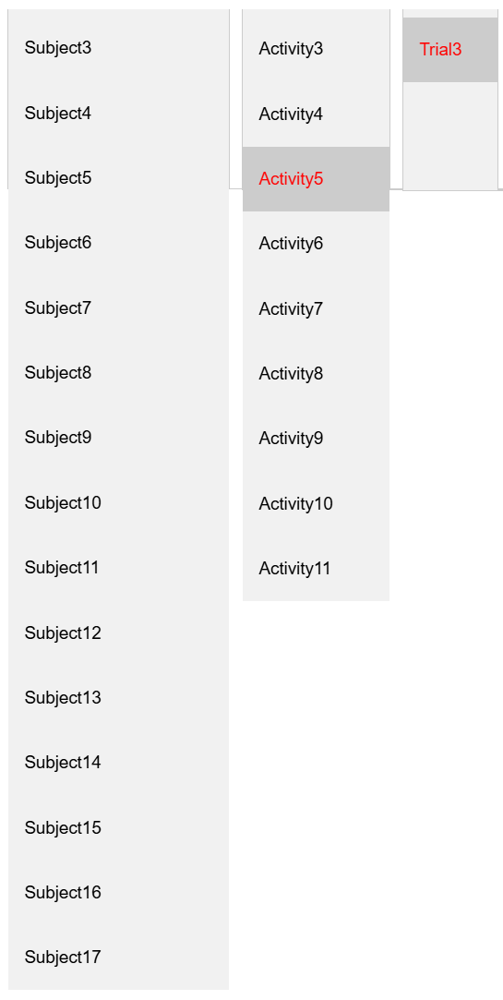 Subject3
Subject4
Subject5
Subject6
Subject7
Subject8
Subject9
Subject10
Subject11
Subject12
Subject13
Subject14
Subject15
Subject16
Subject17
Activity3
Activity4
Activity5
Activity6
Activity7
Activity8
Activity9
Activity10
Activity11
Trial3